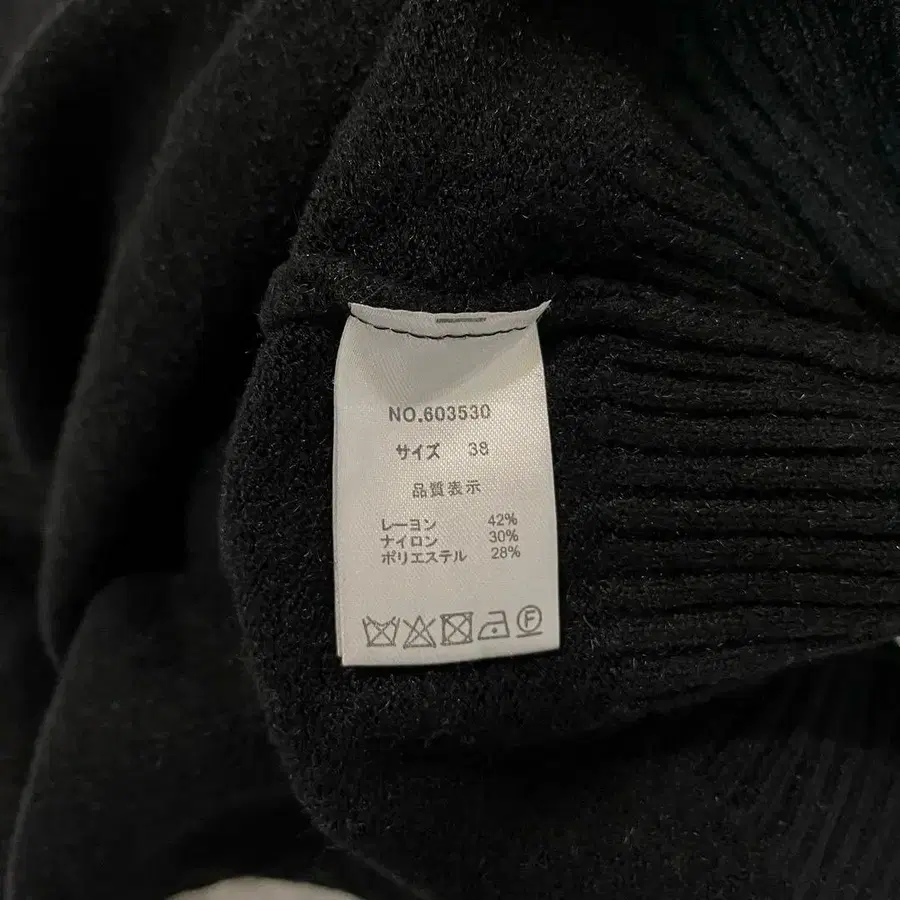 NO.603530
サイズ 38
品質表示
レーヨン 42%
ナイロン 30%
ポリエステル 28%
F